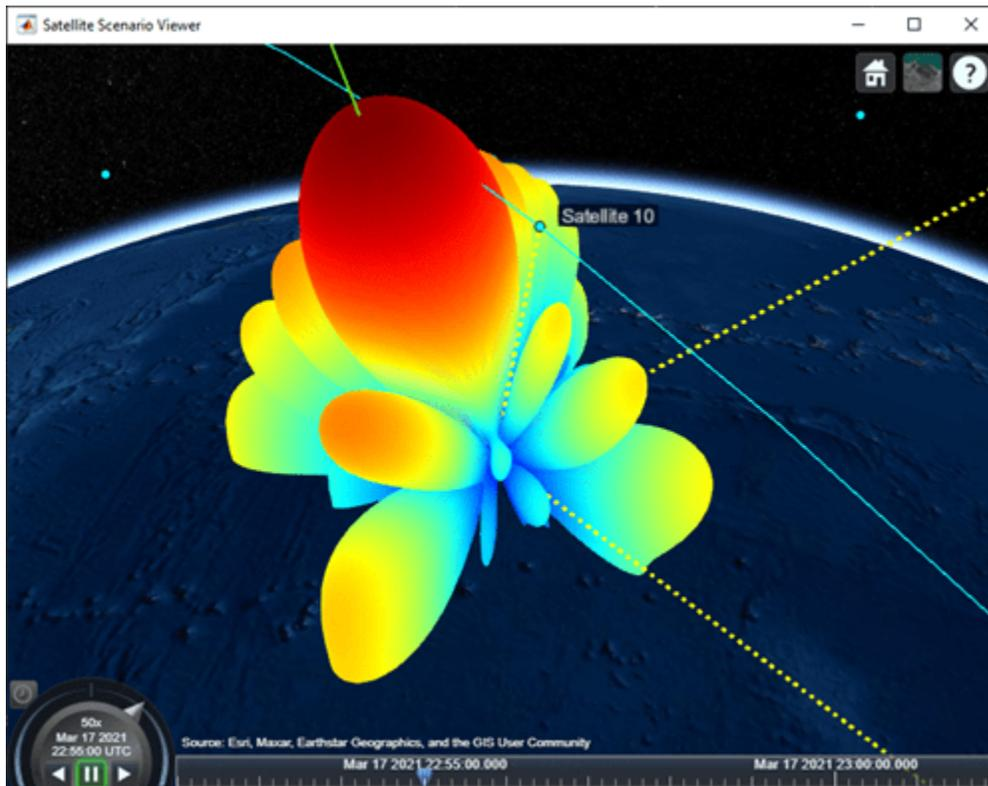 Satellite Scenario Viewer
?
Satellite 10
50x
Mar 17 2021
22:55:00 UTC
Source: Esri, Maxar, Earthstar Geographics, and the GIS User Community
Mar 17 2021 22:55:00.000
Mar 17 2021 23:00:00.000